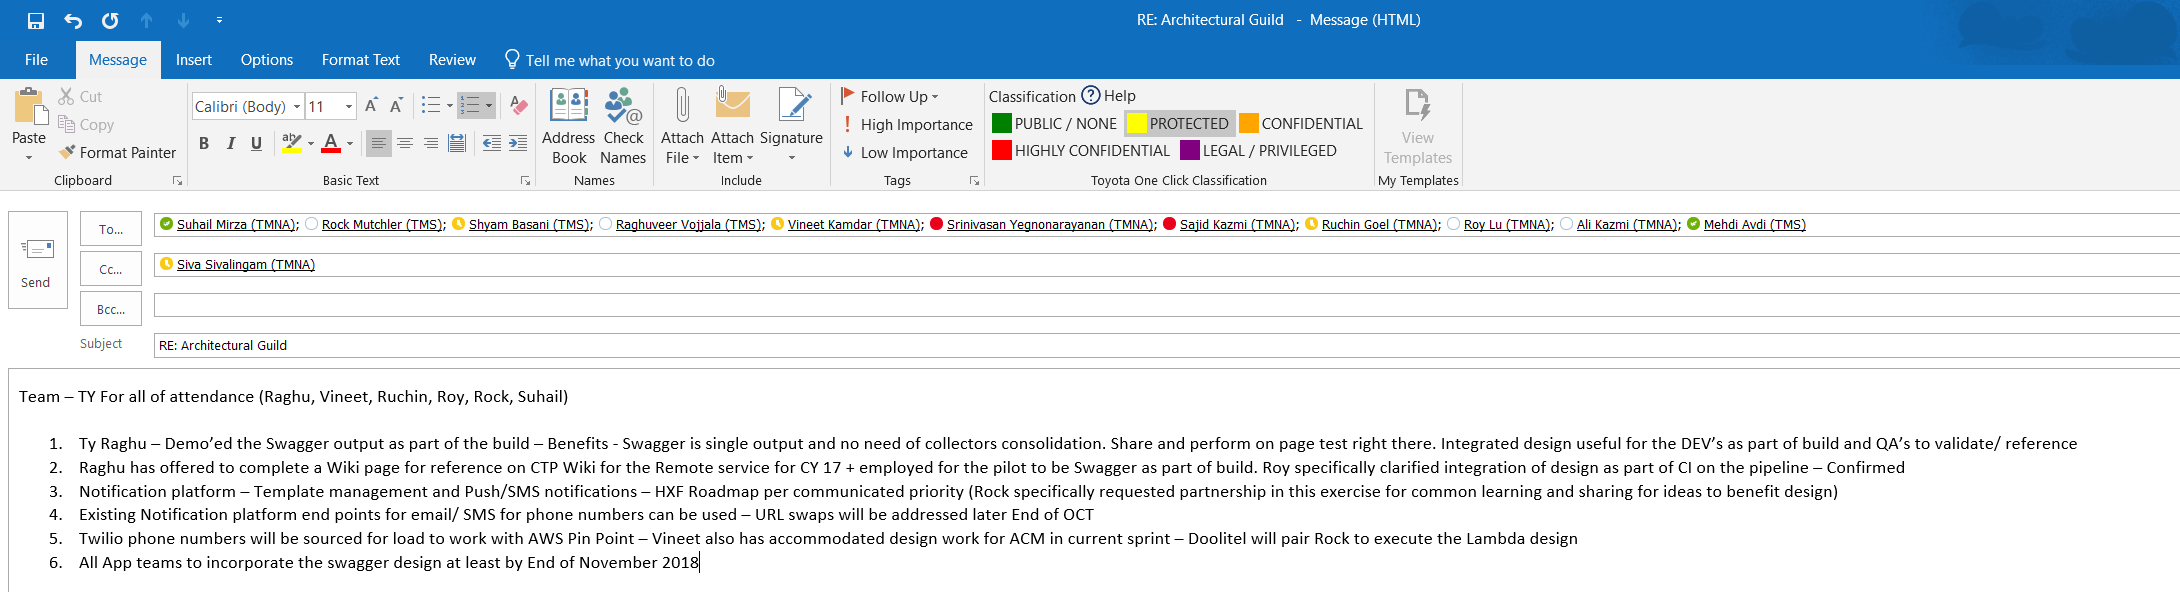 RE: Architectural Guild - Message (HTML)
File Message Insert Options Format Text Review Tell me what you want to do
Paste
Cut
Copy
Format Painter
Clipboard
Calibri (Body) 11
B I U
Basic Text
Address Book
Check Names
Names
Attach File
Attach Item
Signature
Include
Follow Up
High Importance
Low Importance
Tags
Classification Help
PUBLIC / NONE PROTECTED CONFIDENTIAL
HIGHLY CONFIDENTIAL LEGAL / PRIVILEGED
Toyota One Click Classification
View Templates
My Templates
Send
To... Suhail Mirza (TMNA); Rock Mutchler (TMS); Shyam Basani (TMS); Raghuveer Vojjala (TMS); Vineet Kamdar (TMNA); Srinivasan Yegnonarayanan (TMNA); Sajid Kazmi (TMNA); Ruchin Goel (TMNA); Roy Lu (TMNA); Ali Kazmi (TMNA); Mehdi Avdi (TMS)
Cc... Siva Sivalingam (TMNA)
Bcc...
Subject RE: Architectural Guild
Team – TY For all of attendance (Raghu, Vineet, Ruchin, Roy, Rock, Suhail)
1. Ty Raghu – Demo’ed the Swagger output as part of the build – Benefits - Swagger is single output and no need of collectors consolidation. Share and perform on page test right there. Integrated design useful for the DEV’s as part of build and QA’s to validate/ reference
2. Raghu has offered to complete a Wiki page for reference on CTP Wiki for the Remote service for CY 17 + employed for the pilot to be Swagger as part of build. Roy specifically clarified integration of design as part of CI on the pipeline – Confirmed
3. Notification platform – Template management and Push/SMS notifications – HXF Roadmap per communicated priority (Rock specifically requested partnership in this exercise for common learning and sharing for ideas to benefit design)
4. Existing Notification platform end points for email/ SMS for phone numbers can be used – URL swaps will be addressed later End of OCT
5. Twilio phone numbers will be sourced for load to work with AWS Pin Point – Vineet also has accommodated design work for ACM in current sprint – Doolitel will pair Rock to execute the Lambda design
6. All App teams to incorporate the swagger design at least by End of November 2018